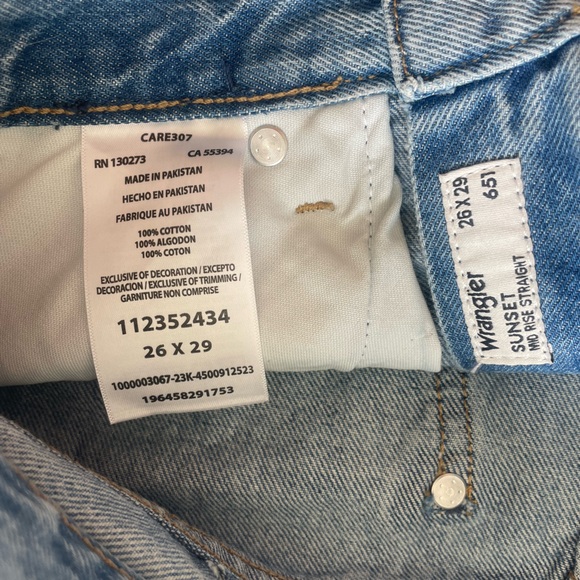 CARE307
RN 130273 CA 55394
MADE IN PAKISTAN
HECHO EN PAKISTAN
FABRIQUE AU PAKISTAN
100% COTTON
100% ALGODON
100% COTON
EXCLUSIVE OF DECORATION / EXCEPTO
DECORACION / EXCLUSIVE OF TRIMMING /
GARNITURE NON COMPRISE
112352434
26 X 29
1000003067-23K-4500912523
196458291753
Wrangler 26 X 29
SUNSET 651
MID RISE STRAIGHT